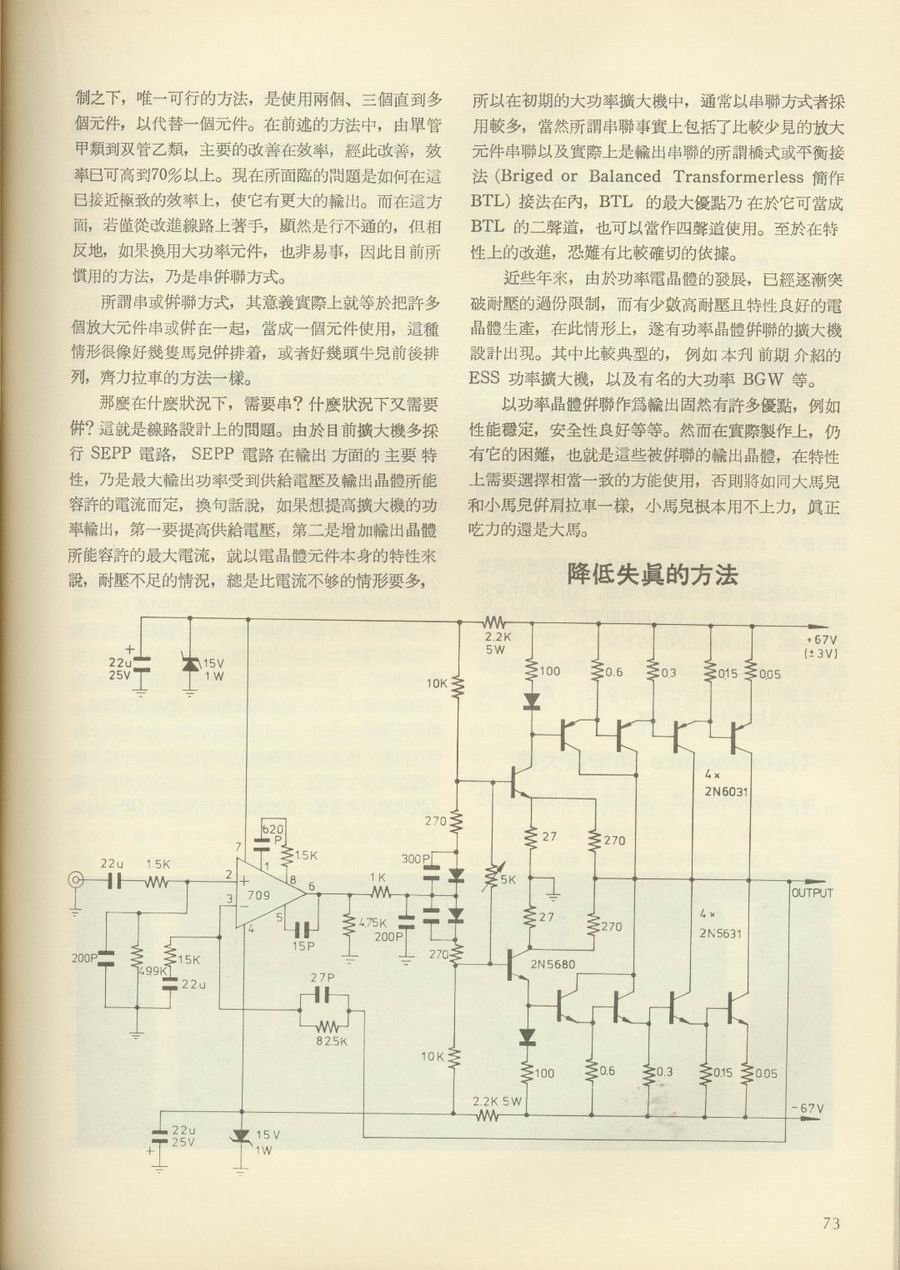 制之下，唯一可行的方法，是使用兩個、三個直到多
個元件，以代替一個元件。在前述的方法中，由單管
甲類到双管乙類，主要的改善在效率，經此改善，效
率已可高到70%以上。現在所面臨的問題是如何在這
已接近極致的效率上，使它有更大的輸出。而在這方
面，若僅從改進線路上著手，顯然是行不通的，但相
反地，如果換用大功率元件，也非易事，因此目前所
慣用的方法，乃是串併聯方式。
所謂串或併聯方式，其意義實際上就等於把許多
個放大元件串或併在一起，當成一個元件使用，這種
情形很像好幾隻馬兒併排着，或者好幾頭牛兒前後排
列，齊力拉車的方法一樣。
那麼在什麼狀況下，需要串？什麼狀況下又需要
併？這就是線路設計上的問題。由於目前擴大機多採
行 SEPP 電路， SEPP 電路在輸出方面的主要特
性，乃是最大輸出功率受到供給電壓及輸出晶體所能
容許的電流而定，換句話說，如果想提高擴大機的功
率輸出，第一要提高供給電壓，第二是增加輸出晶體
所能容許的最大電流，就以電晶體元件本身的特性來
說，耐壓不足的情況，總是比電流不够的情形要多，
所以在初期的大功率擴大機中，通常以串聯方式者採
用較多，當然所謂串聯事實上包括了比較少見的放大
元件串聯以及實際上是輸出串聯的所謂橋式或平衡接
法 (Briged or Balanced Transformerless 簡作
BTL) 接法在內，BTL 的最大優點乃在於它可當成
BTL 的二聲道，也可以當作四聲道使用。至於在特
性上的改進，恐難有比較確切的依據。
近些年來，由於功率電晶體的發展，已經逐漸突
破耐壓的過份限制，而有少數高耐壓且特性良好的電
晶體生產，在此情形上，遂有功率晶體併聯的擴大機
設計出現。其中比較典型的， 例如本刊前期介紹的
ESS 功率擴大機，以及有名的大功率 BGW 等。
以功率晶體併聯作爲輸出固然有許多優點，例如
性能穩定，安全性良好等等。然而在實際製作上，仍
有它的困難，也就是這些被併聯的輸出晶體，在特性
上需要選擇相當一致的方能使用，否則將如同大馬兒
和小馬兒併肩拉車一樣，小馬兒根本用不上力，眞正
吃力的還是大馬。
降低失眞的方法
+67V
(±3V)
2.2K
5W
+
22u
25V
15V
1W
10K
100
0.6
0.3
0.15
0.05
4×
2N6031
270
27
270
620
P
1.5K
300P
5K
22u
1.5K
7
1
8
2
+
709
6
3
−
5
4
1K
OUTPUT
4.75K
200P
15P
27
270
4×
2N5631
200P
499K
1.5K
22u
270
2N5680
27P
82.5K
10K
100
0.6
0.3
0.15
0.05
2.2K 5W
−67V
22u
25V
+
15V
1W
73